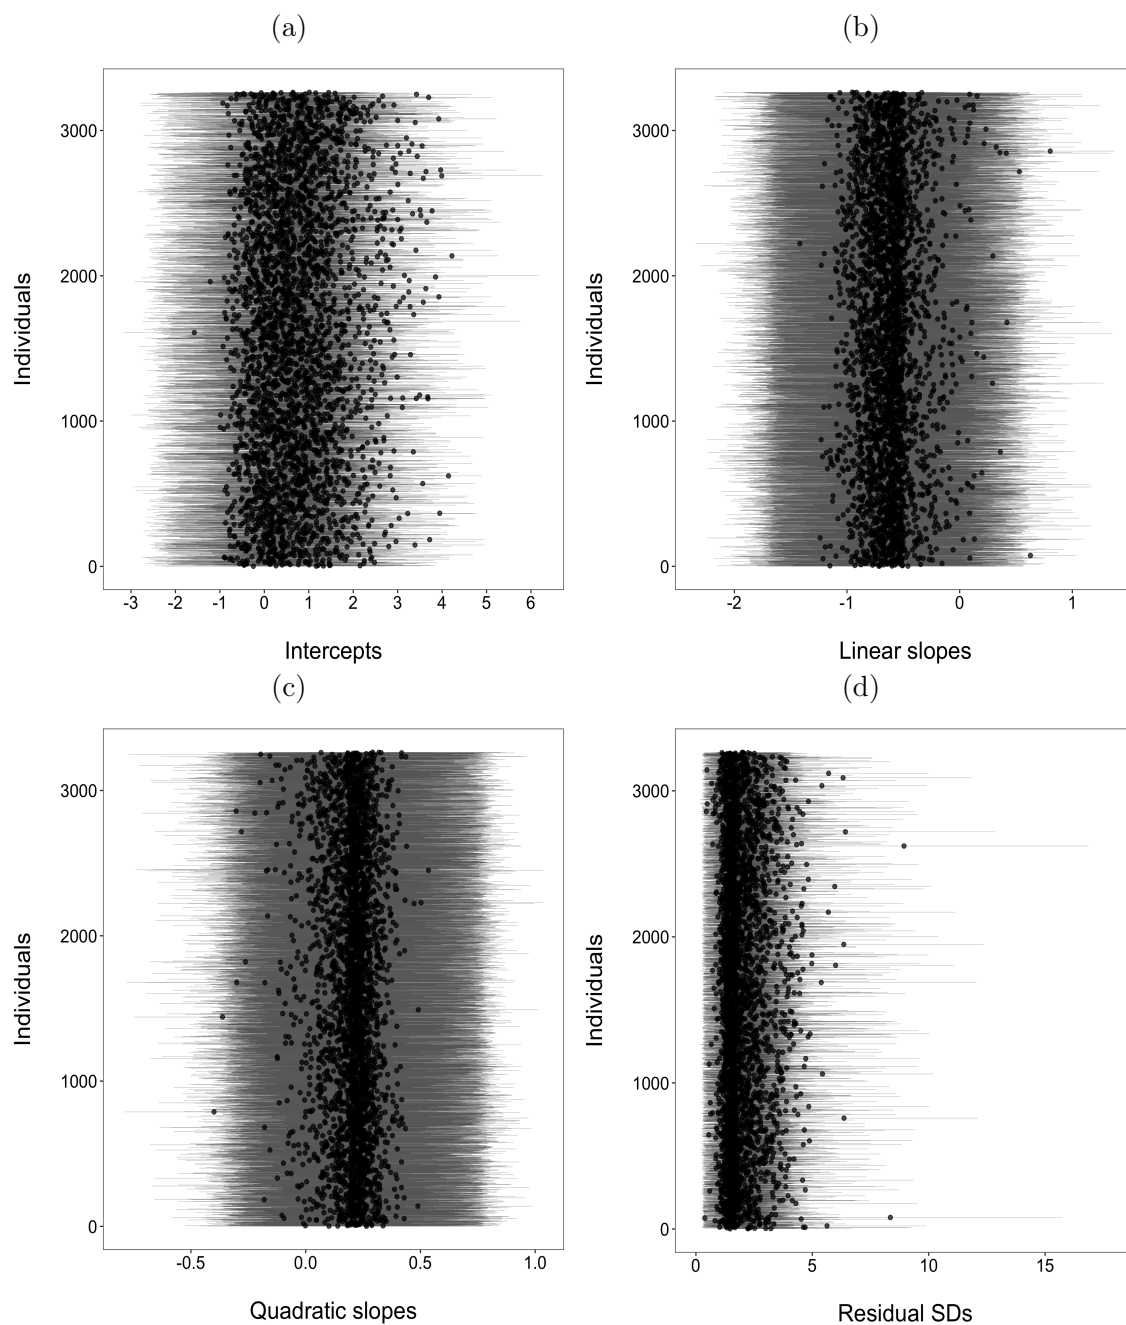 (a)
(b)
Individuals
3000
2000
1000
0
-3 -2 -1 0 1 2 3 4 5 6
Intercepts
Individuals
3000
2000
1000
0
-2 -1 0 1
Linear slopes
(c)
(d)
Individuals
3000
2000
1000
0
-0.5 0.0 0.5 1.0
Quadratic slopes
Individuals
3000
2000
1000
0
0 5 10 15
Residual SDs